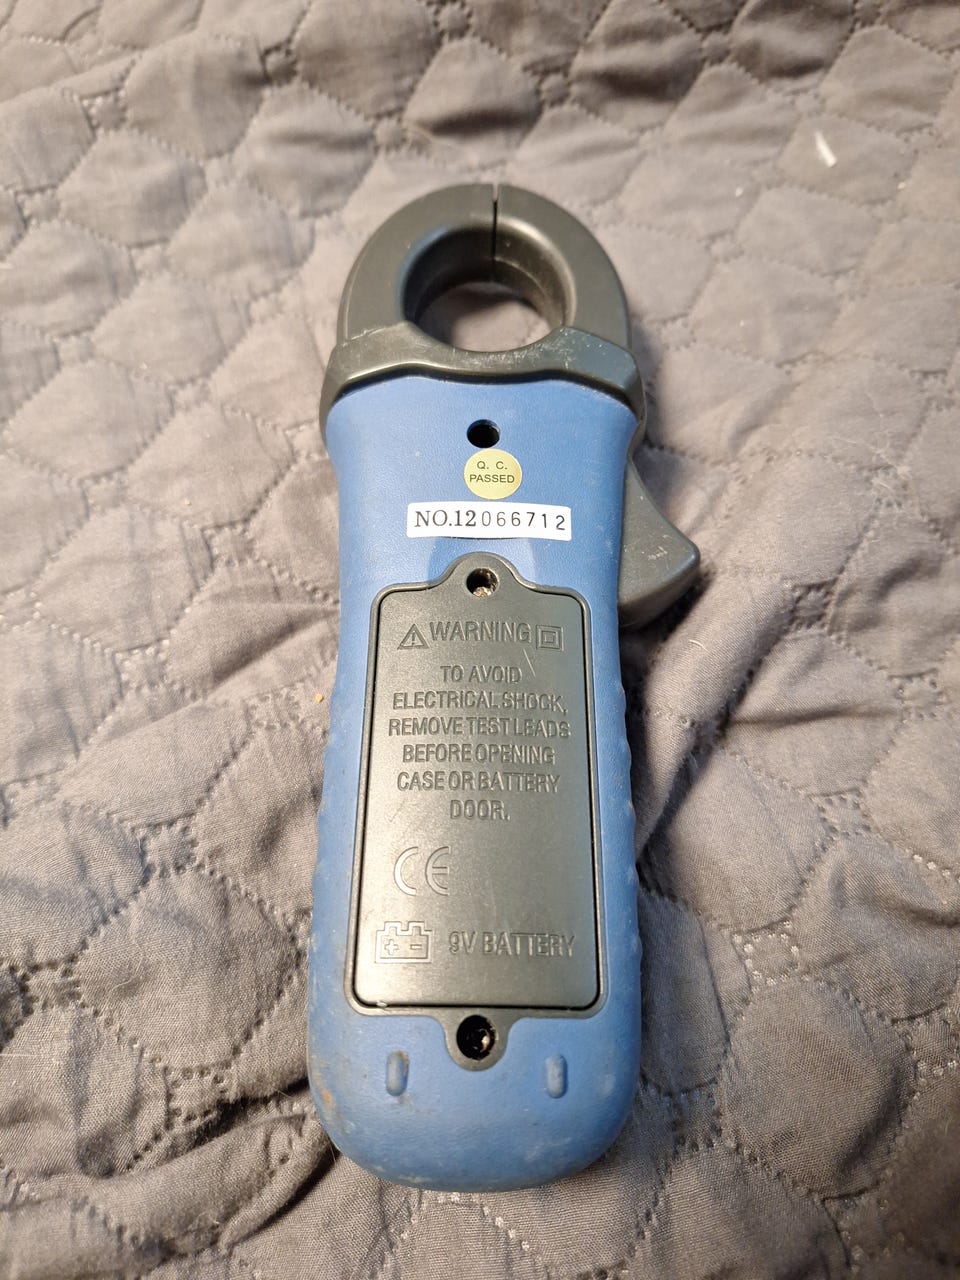 Q. C.
PASSED
NO.12066712
WARNING
TO AVOID
ELECTRICAL SHOCK,
REMOVE TEST LEADS
BEFORE OPENING
CASE OR BATTERY
DOOR.
CE
+ -
9V BATTERY